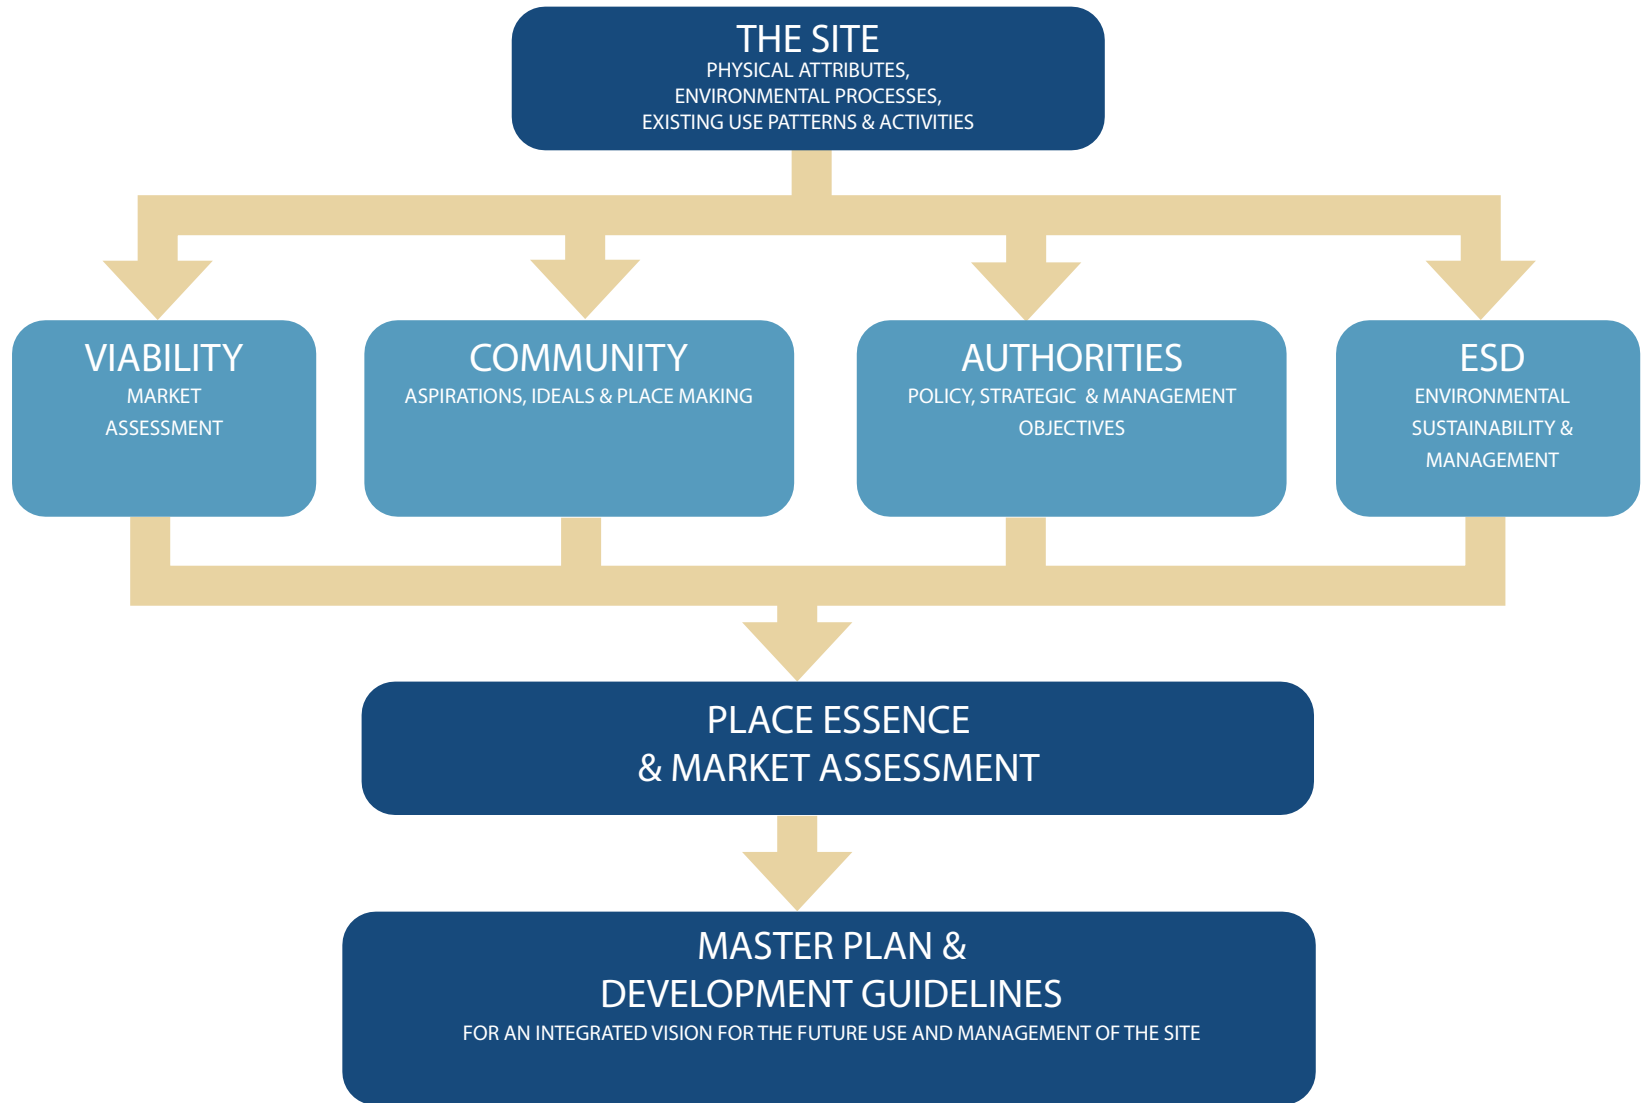 THE SITE
PHYSICAL ATTRIBUTES,
ENVIRONMENTAL PROCESSES,
EXISTING USE PATTERNS & ACTIVITIES
VIABILITY
MARKET
ASSESSMENT
COMMUNITY
ASPIRATIONS, IDEALS & PLACE MAKING
AUTHORITIES
POLICY, STRATEGIC & MANAGEMENT
OBJECTIVES
ESD
ENVIRONMENTAL
SUSTAINABILITY &
MANAGEMENT
PLACE ESSENCE
& MARKET ASSESSMENT
MASTER PLAN &
DEVELOPMENT GUIDELINES
FOR AN INTEGRATED VISION FOR THE FUTURE USE AND MANAGEMENT OF THE SITE